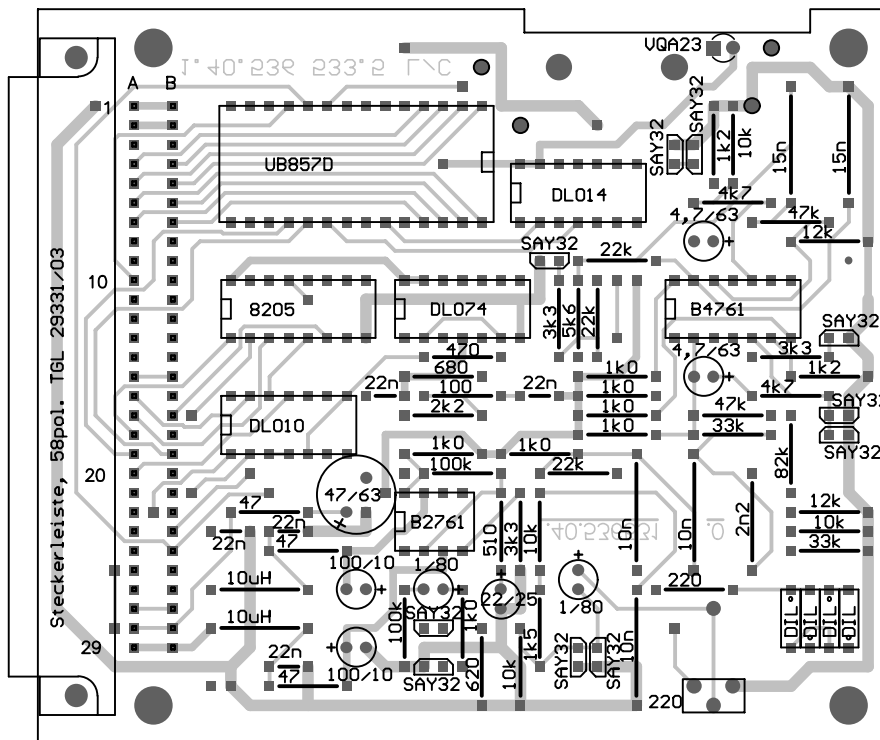 VQA23
1.40.536 533.5 L/C
A B
1
SAY32
SAY32
1k2
10k
15n
15n
UB857D
DL014
4k7
4,7/63
47k
12k
SAY32
22k
10
8205
DL074
3k3
5k6
22k
B4761
SAY32
470
4,7/63
3k3
680
1k0
1k2
22n
100
22n
1k0
4k7
2k2
1k0
47k
SAY32
DL010
1k0
33k
SAY32
1k0
1k0
20
100k
22k
82k
47
47/63
12k
22n
22n
B2761
510
3k3
10k
10n
10n
2n2
10k
47
33k
100/10
1/80
10uH
22/25
1/80
220
SAY32
100k
1k0
DIL
DIL
DIL
DIL
10uH
29
22n
100/10
SAY32
1k5
SAY32
SAY32
10n
47
620
10k
220
Steckerleiste, 58pol. TGL 29331/03